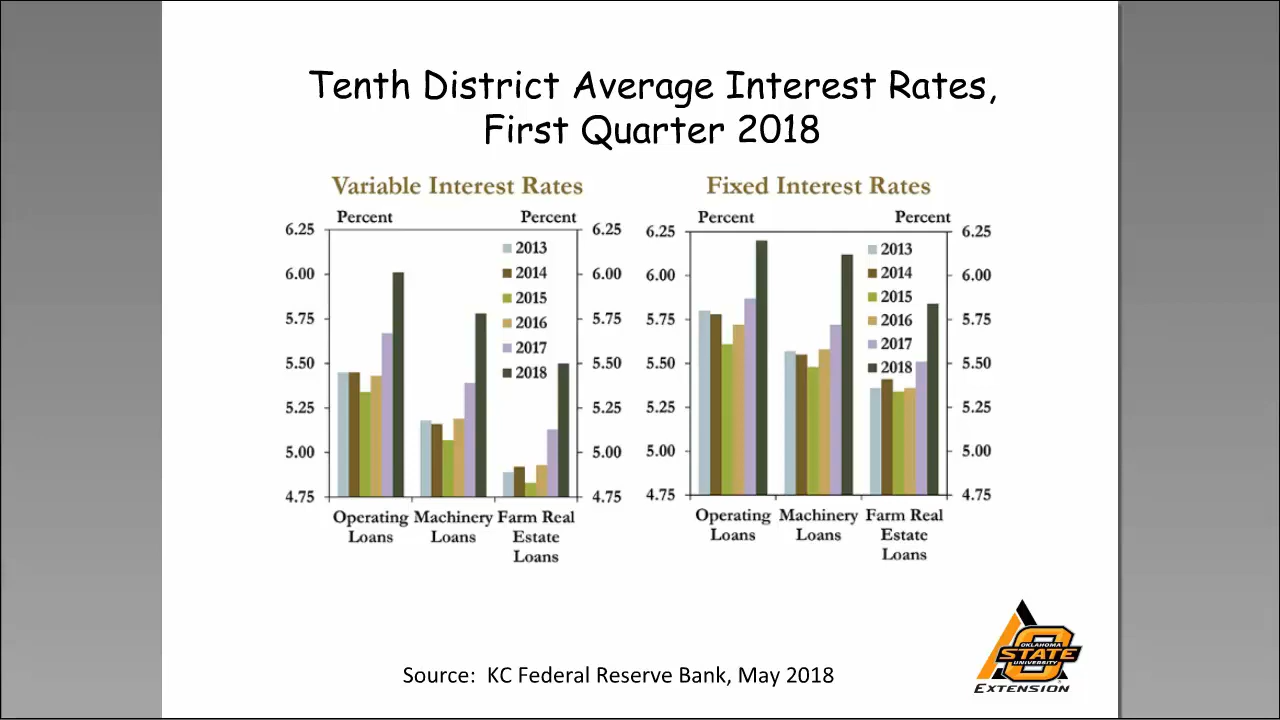 Tenth District Average Interest Rates,
First Quarter 2018
Variable Interest Rates
Percent
Percent
6.25
6.00
5.75
5.50
5.25
5.00
4.75
6.25
6.00
5.75
5.50
5.25
5.00
4.75
2013
2014
2015
2016
2017
2018
Operating
Loans
Machinery
Loans
Farm Real
Estate
Loans
Fixed Interest Rates
Percent
Percent
6.25
6.00
5.75
5.50
5.25
5.00
4.75
6.25
6.00
5.75
5.50
5.25
5.00
4.75
2013
2014
2015
2016
2017
2018
Operating
Loans
Machinery
Loans
Farm Real
Estate
Loans
Source: KC Federal Reserve Bank, May 2018
OKLAHOMA
STATE
UNIVERSITY
EXTENSION